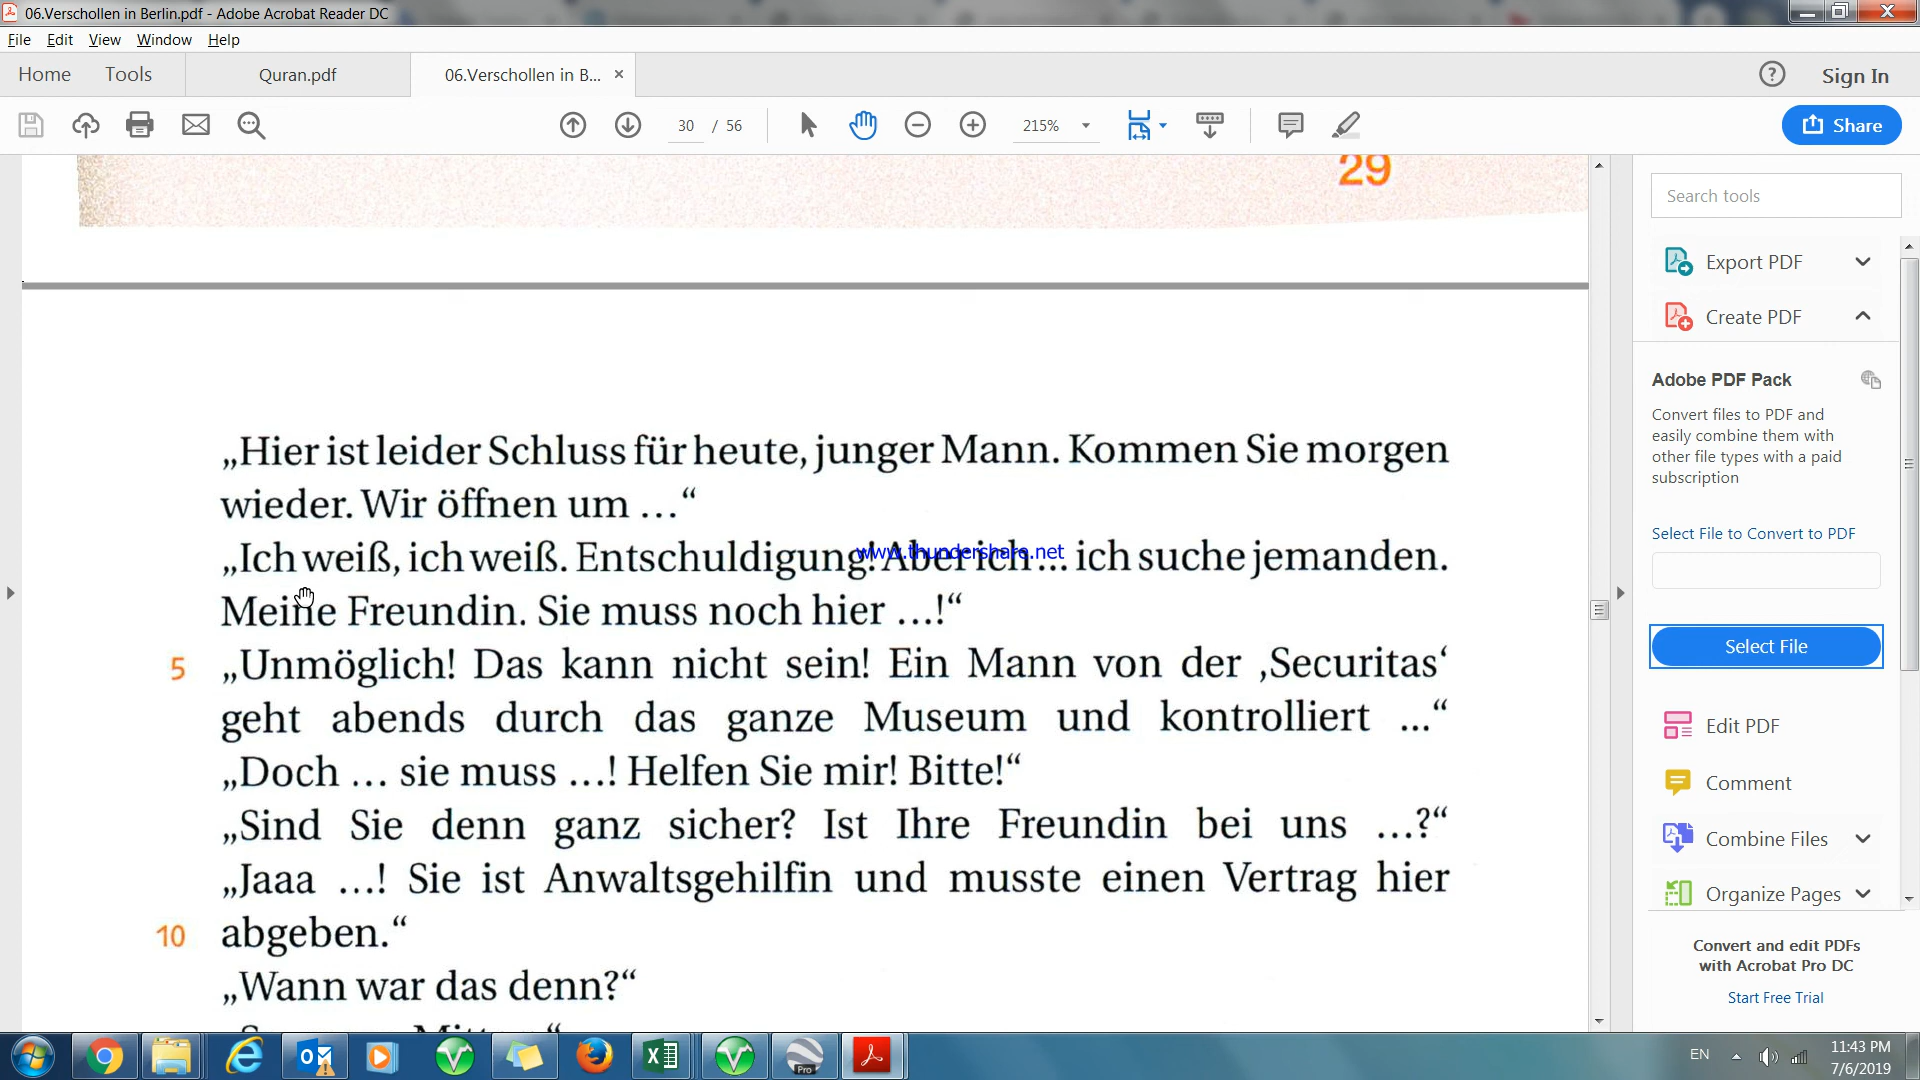 06.Verschollen in Berlin.pdf - Adobe Acrobat Reader DC
File Edit View Window Help
Home Tools Quran.pdf 06.Verschollen in B... × Sign In
30 / 56 215% Share
29
Search tools
Export PDF
Create PDF
Adobe PDF Pack
Convert files to PDF and
easily combine them with
other file types with a paid
subscription
Select File to Convert to PDF
Select File
Edit PDF
Comment
Combine Files
Organize Pages
Convert and edit PDFs
with Acrobat Pro DC
Start Free Trial
„Hier ist leider Schluss für heute, junger Mann. Kommen Sie morgen
wieder. Wir öffnen um …“
„Ich weiß, ich weiß. Entschuldigung! Aber ich … ich suche jemanden.
www.thundershare.net
Meine Freundin. Sie muss noch hier …!“
5 „Unmöglich! Das kann nicht sein! Ein Mann von der ‚Securitas‘
geht abends durch das ganze Museum und kontrolliert …“
„Doch … sie muss …! Helfen Sie mir! Bitte!“
„Sind Sie denn ganz sicher? Ist Ihre Freundin bei uns …?“
„Jaaa …! Sie ist Anwaltsgehilfin und musste einen Vertrag hier
10 abgeben.“
„Wann war das denn?“
Pro
EN
11:43 PM
7/6/2019